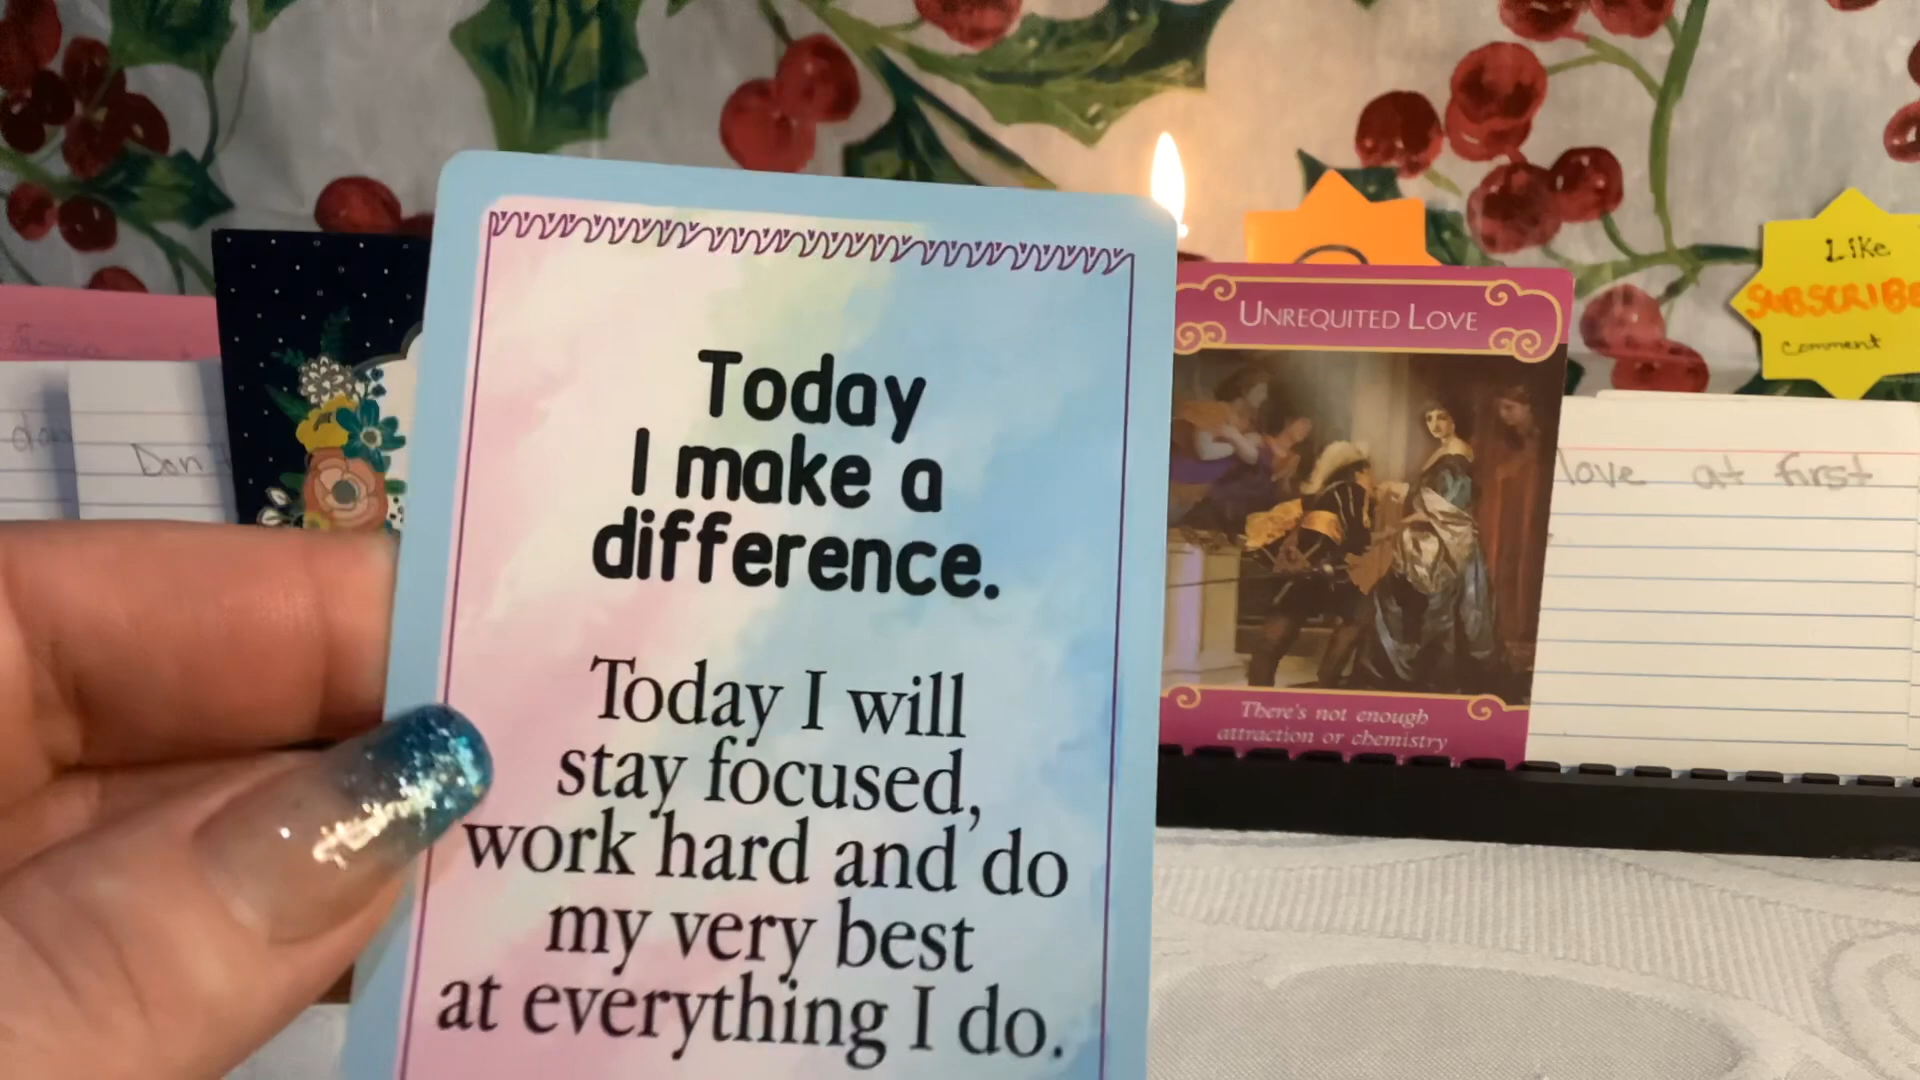 Today
I make a
difference.
Today I will
stay focused,
work hard and do
my very best
at everything I do.
UNREQUITED LOVE
There's not enough
attraction or chemistry
love at first
Like
SUBSCRIBE
Comment
Don'